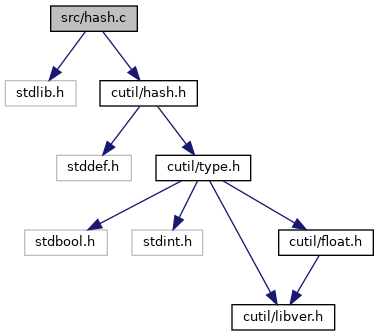 src/hash.c
stdlib.h
cutil/hash.h
stddef.h
cutil/type.h
stdbool.h
stdint.h
cutil/float.h
cutil/libver.h